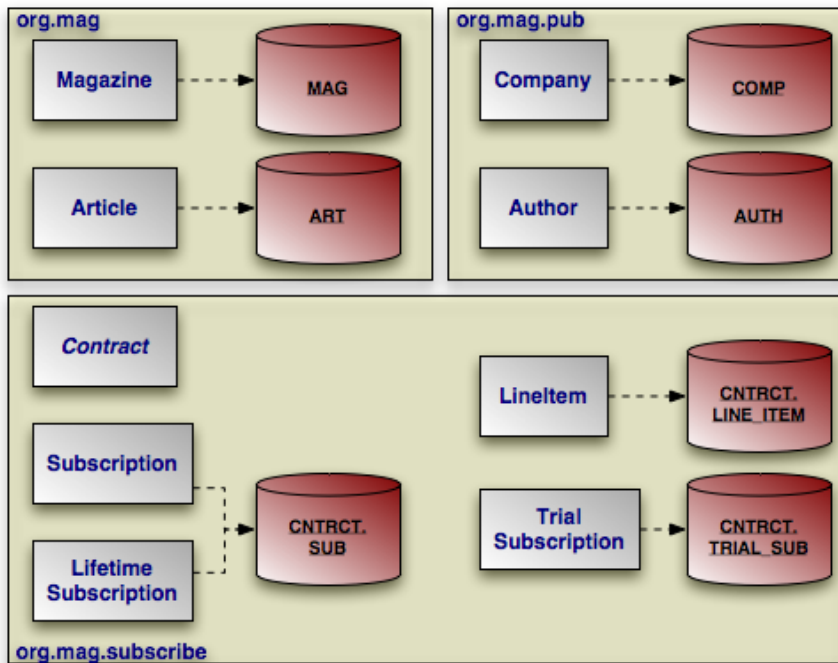 org.mag
Magazine
MAG
Article
ART
org.mag.pub
Company
COMP
Author
AUTH
Contract
Subscription
Lifetime
Subscription
CNTRCT.
SUB
LineItem
CNTRCT.
LINE_ITEM
Trial
Subscription
CNTRCT.
TRIAL_SUB
org.mag.subscribe